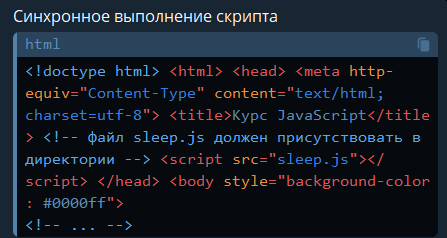 Синхронное выполнение скрипта
html
<!doctype html> <html> <head> <meta http-
equiv="Content-Type" content="text/html;
charset=utf-8"> <title>Курс JavaScript</title
> <!-- файл sleep.js должен присутствовать в
директории --> <script src="sleep.js"></
script> </head> <body style="background-color
: #0000ff">
<!-- ... -->